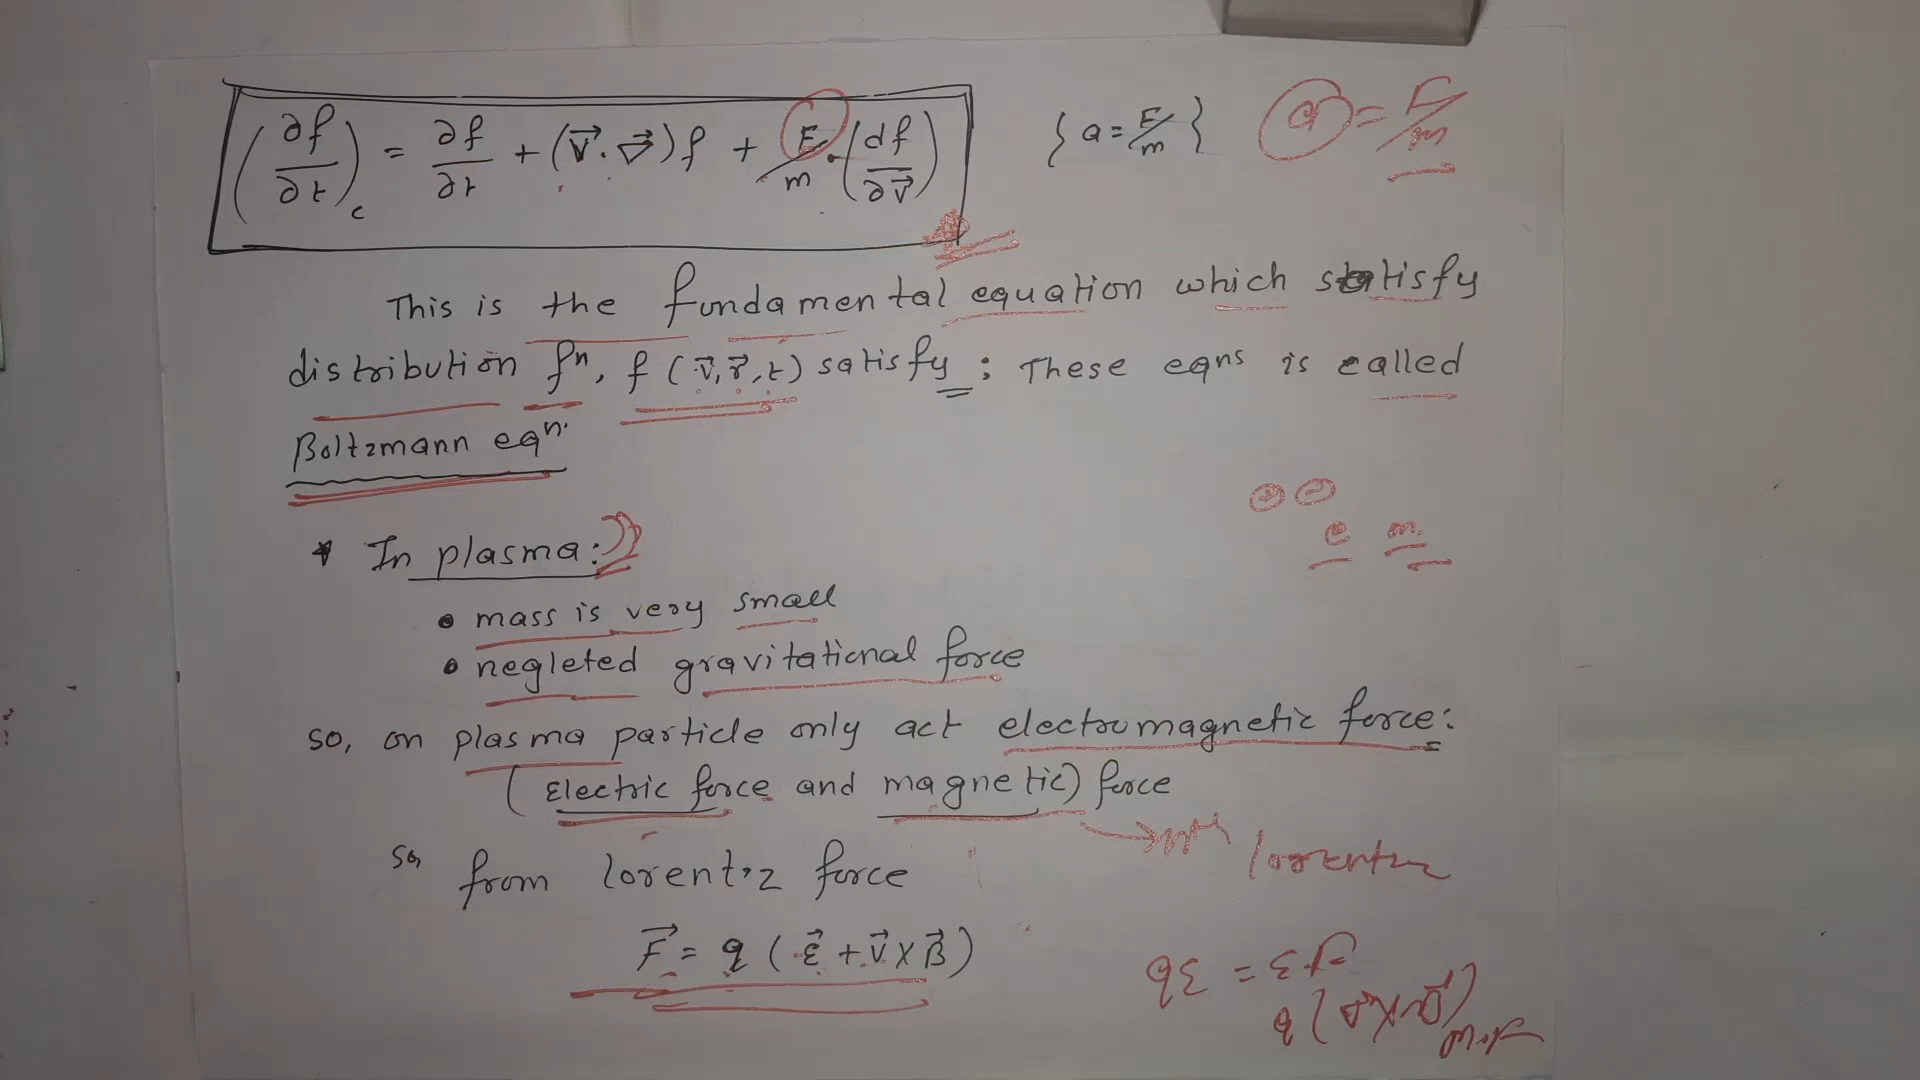 (∂f/∂t)c = ∂f/∂t + (v⃗.∇⃗)f + F/m.(df/∂v⃗) {a=F/m} a=F/m
This is the fundamental equation which satisfy
distribution fⁿ, f(v⃗,r⃗,t) satisfy; These eqns is called
Boltzmann eqⁿ.
+ -
e m.
* In plasma:
• mass is very small
• negleted gravitational force
so, on plasma particle only act electromagnetic force:
(Electric force and magnetic) force
lorentz
so, from lorentz force
F⃗ = q (ε⃗ + v⃗ x B⃗)
qε = ε.f
q(v⃗xB⃗)